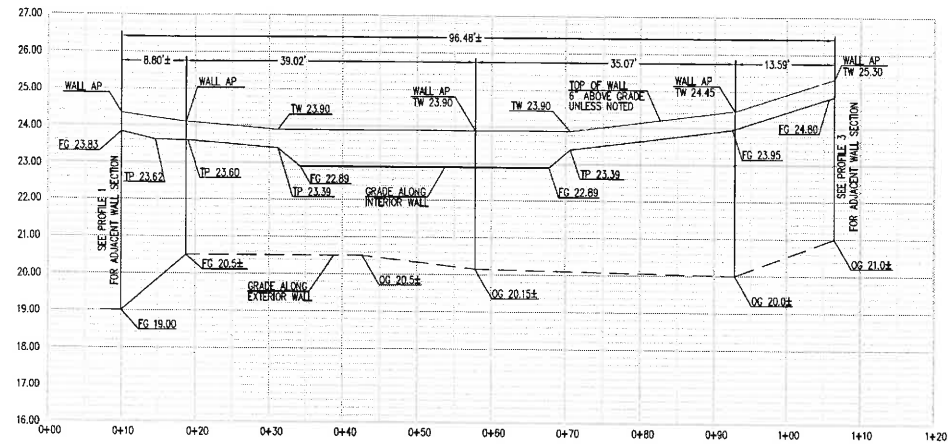 27.00
26.00
25.00
24.00
23.00
22.00
21.00
20.00
19.00
18.00
17.00
16.00
96.48'±
8.80'±
39.02'
35.07'
13.59'
WALL AP
WALL AP
WALL AP
TW 23.90
TW 23.90
TW 23.90
TOP OF WALL
6" ABOVE GRADE
UNLESS NOTED
WALL AP
TW 24.45
WALL AP
TW 25.30
FG 23.83
TP 23.62
TP 23.60
TP 23.39
FG 22.89
GRADE ALONG
INTERIOR WALL
FG 22.89
TP 23.39
FG 23.95
FG 24.80
SEE PROFILE 1
FOR ADJACENT WALL SECTION
SEE PROFILE 3
FOR ADJACENT WALL SECTION
FG 19.00
FG 20.5±
GRADE ALONG
EXTERIOR WALL
OG 20.5±
OG 20.15±
OG 20.0±
OG 21.0±
0+00
0+10
0+20
0+30
0+40
0+50
0+60
0+70
0+80
0+90
1+00
1+10
1+20